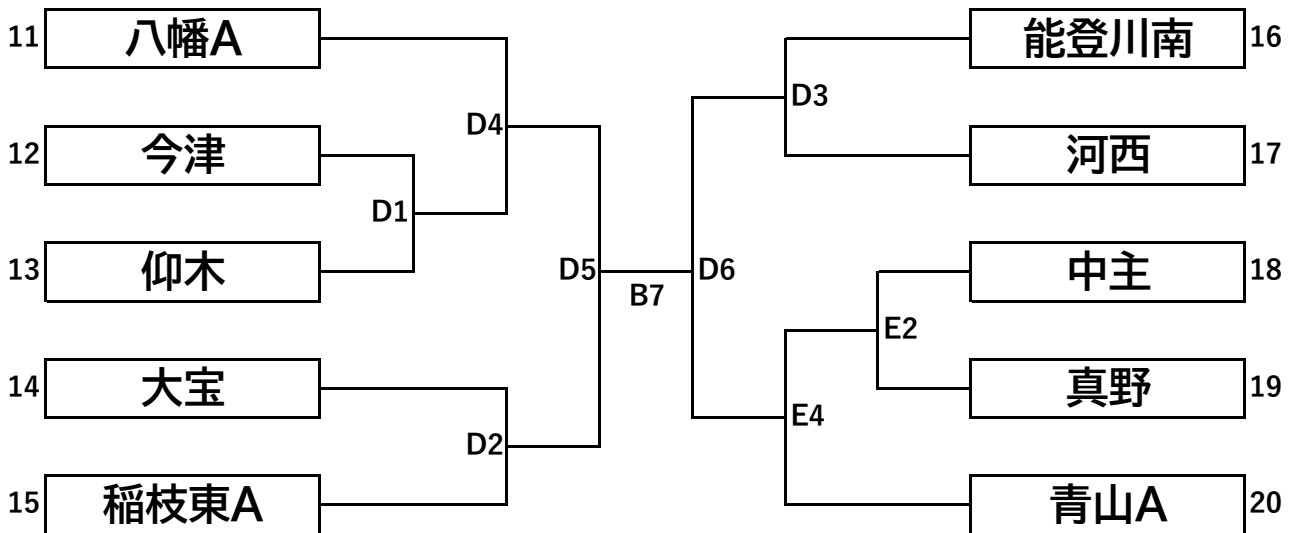 11 八幡A
能登川南 16
D4
D3
12 今津
河西 17
D1
13 仰木
D5
B7
D6
中主 18
E2
14 大宝
真野 19
D2
E4
15 稲枝東A
青山A 20